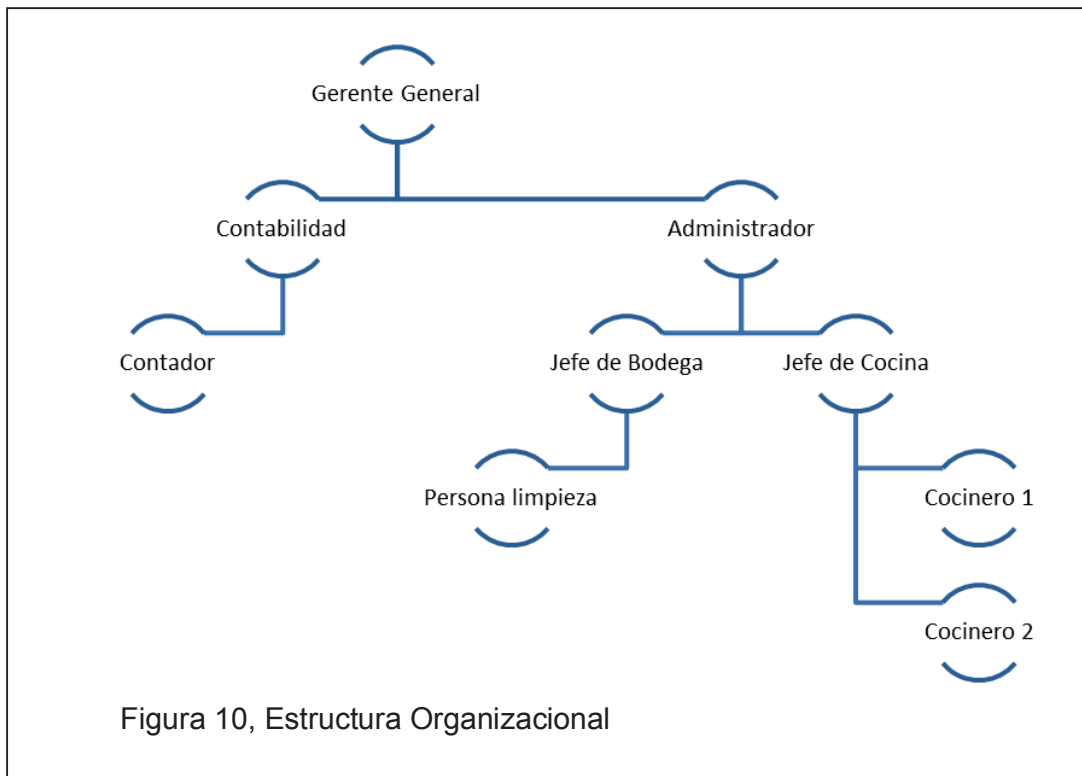 Gerente General
Contabilidad
Administrador
Contador
Jefe de Bodega
Jefe de Cocina
Persona limpieza
Cocinero 1
Cocinero 2
Figura 10, Estructura Organizacional